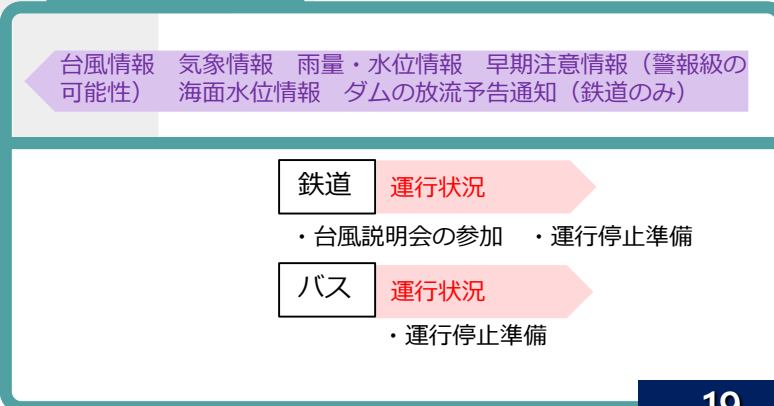 台風情報　気象情報　雨量・水位情報　早期注意情報（警報級の
可能性）　海面水位情報　ダムの放流予告通知（鉄道のみ）
鉄道　運行状況
・台風説明会の参加　・運行停止準備
バス　運行状況
・運行停止準備
19